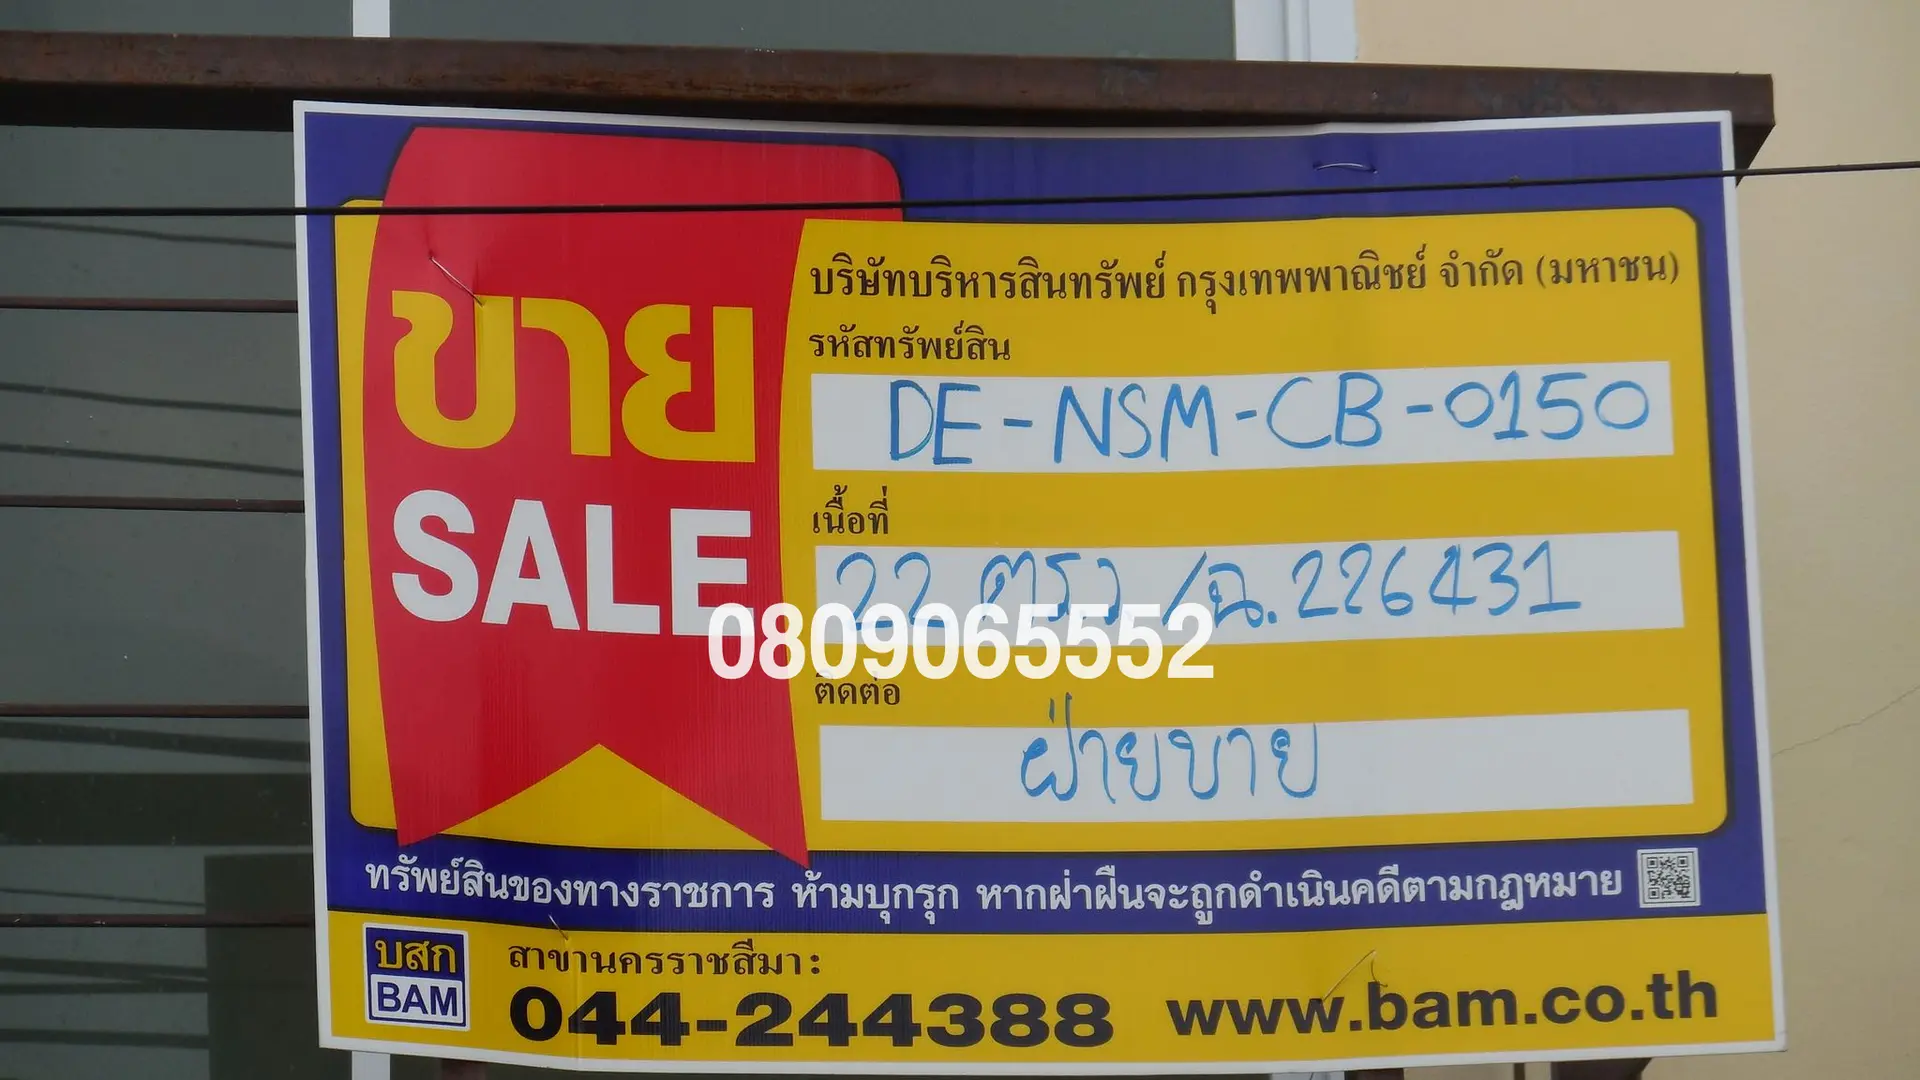 บริษัทบริหารสินทรัพย์ กรุงเทพพาณิชย์ จำกัด (มหาชน)
ขาย
SALE
รหัสทรัพย์สิน
DE-NSM-CB-0150
เนื้อที่
22 ตร.ว. /ฉ. 226431
0809065552
ติดต่อ
ฝ่ายขาย
ทรัพย์สินของทางราชการ ห้ามบุกรุก หากฝ่าฝืนจะถูกดำเนินคดีตามกฎหมาย
บสก
BAM
สาขานครราชสีมา:
044-244388
www.bam.co.th